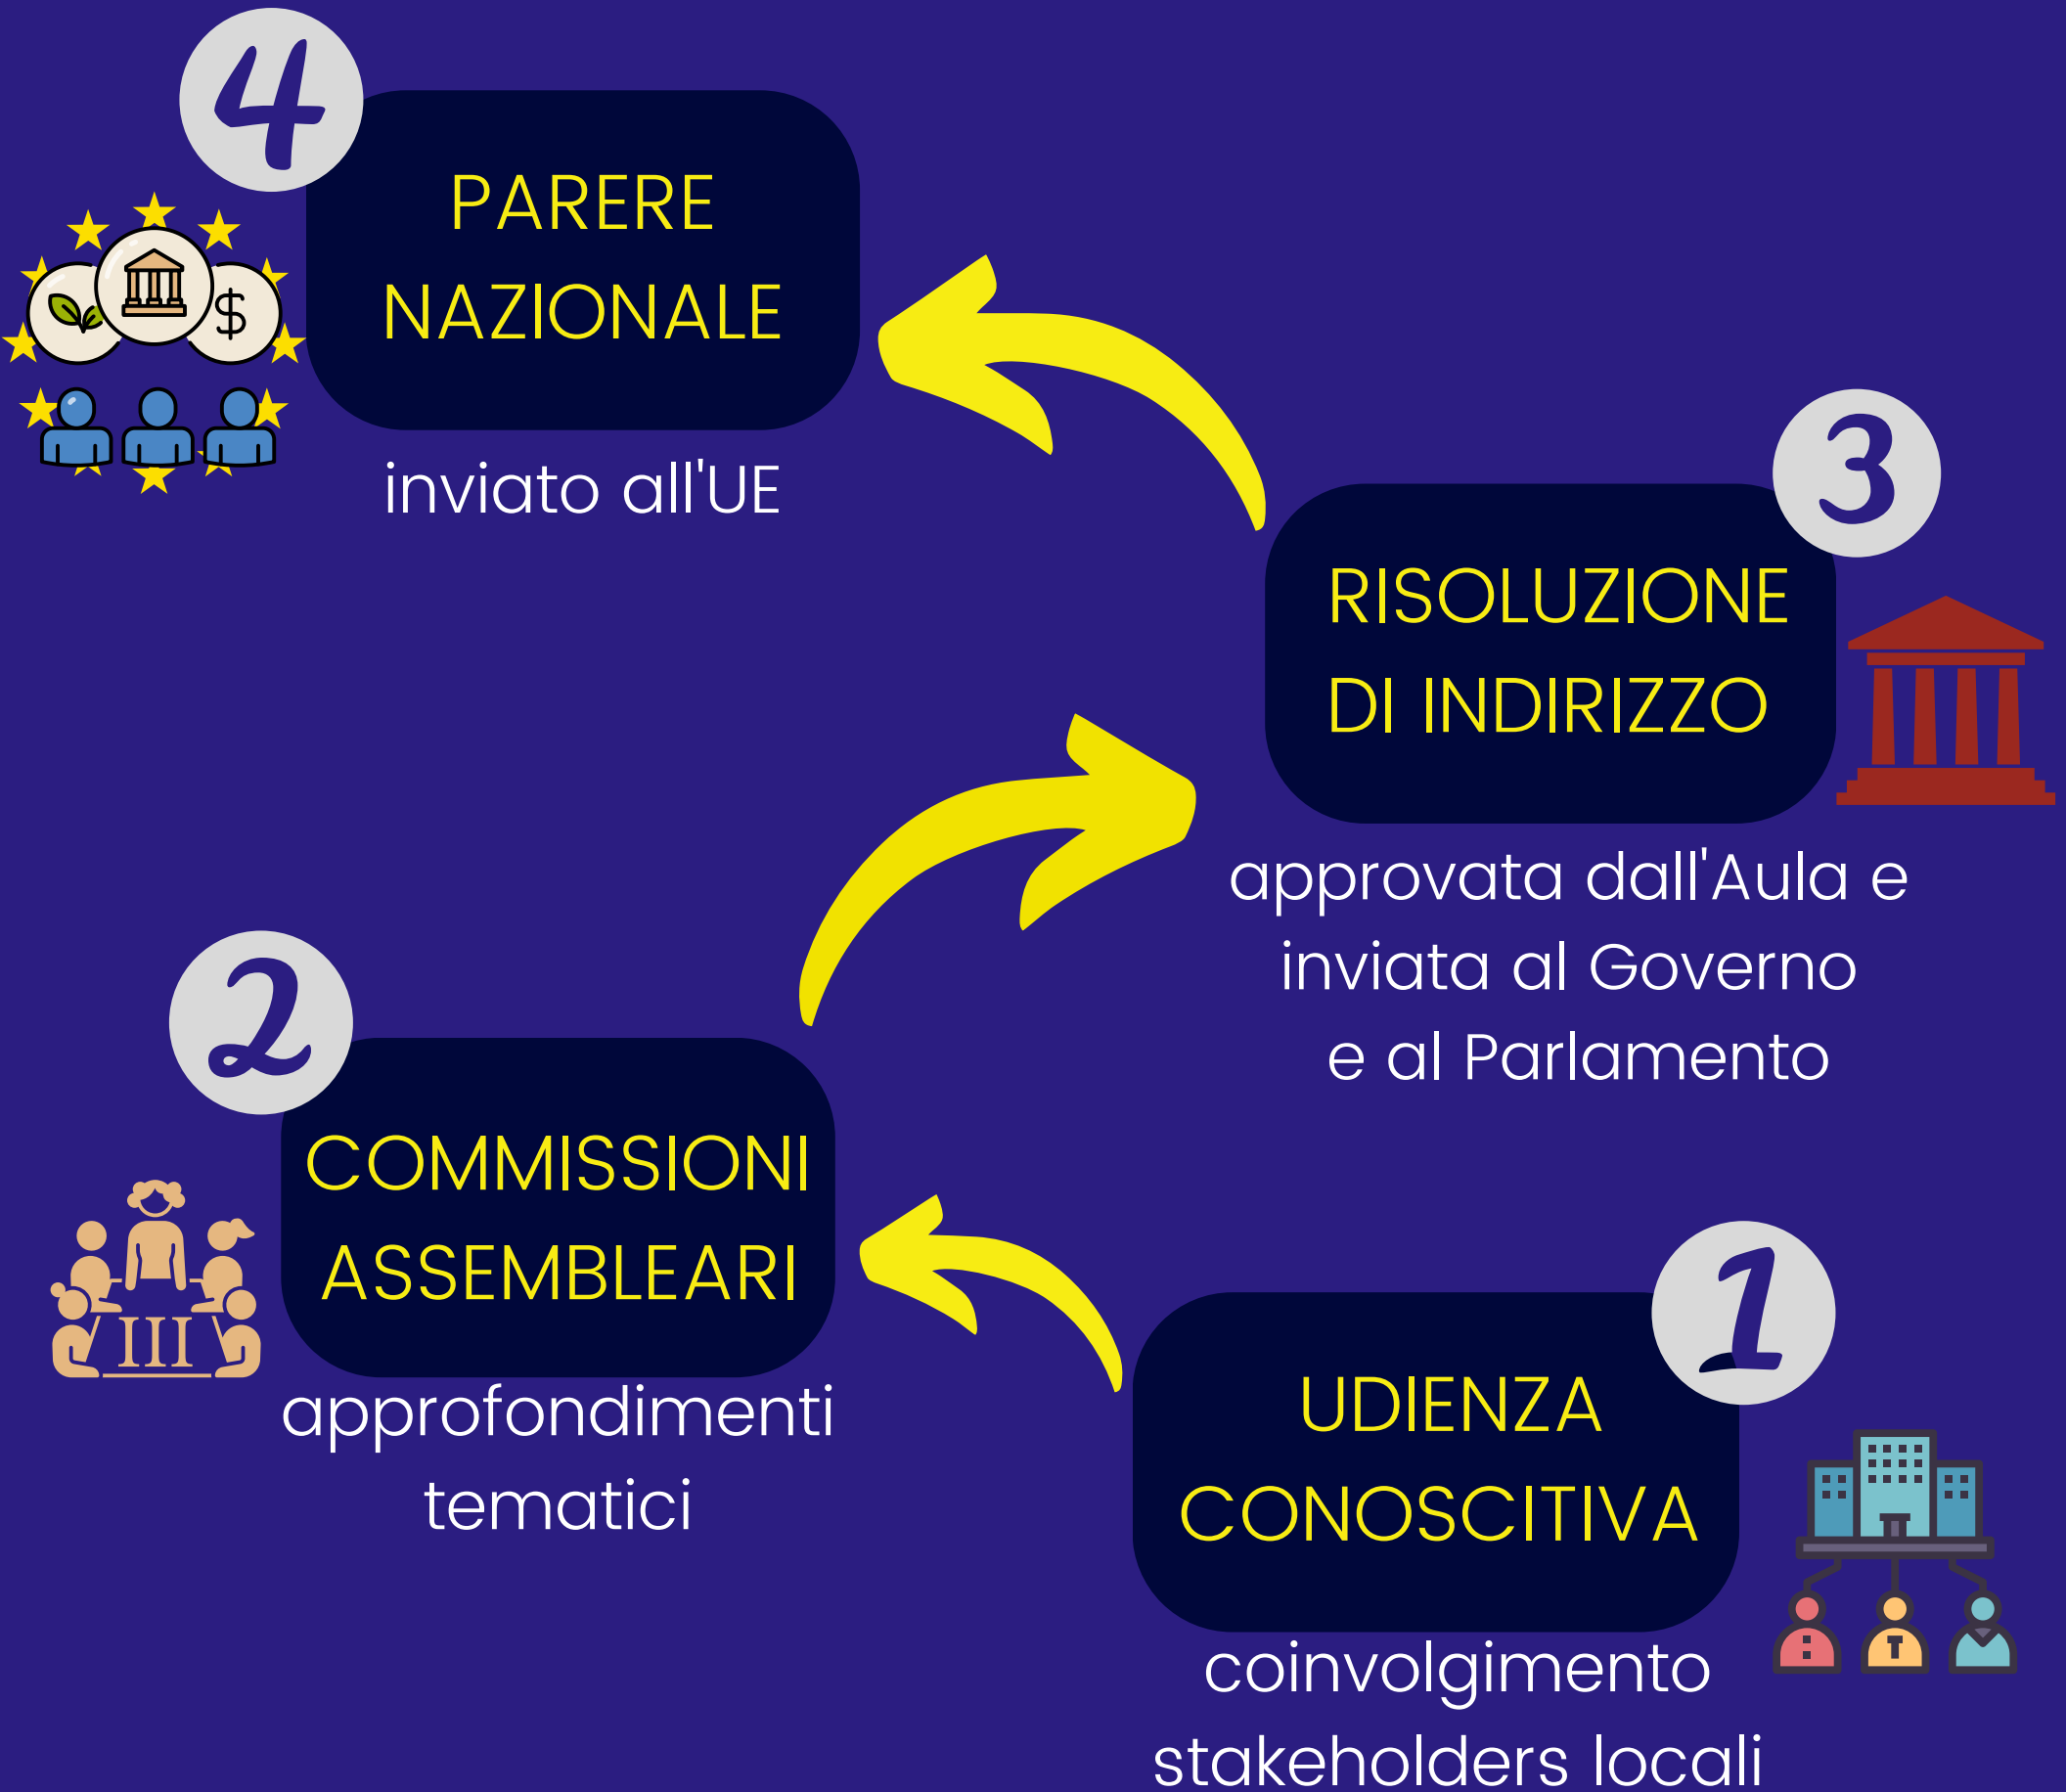 4
PARERE
NAZIONALE
inviato all'UE
3
RISOLUZIONE
DI INDIRIZZO
approvata dall'Aula e
inviata al Governo
e al Parlamento
2
COMMISSIONI
ASSEMBLEARI
approfondimenti
tematici
1
UDIENZA
CONOSCITIVA
coinvolgimento
stakeholders locali
$